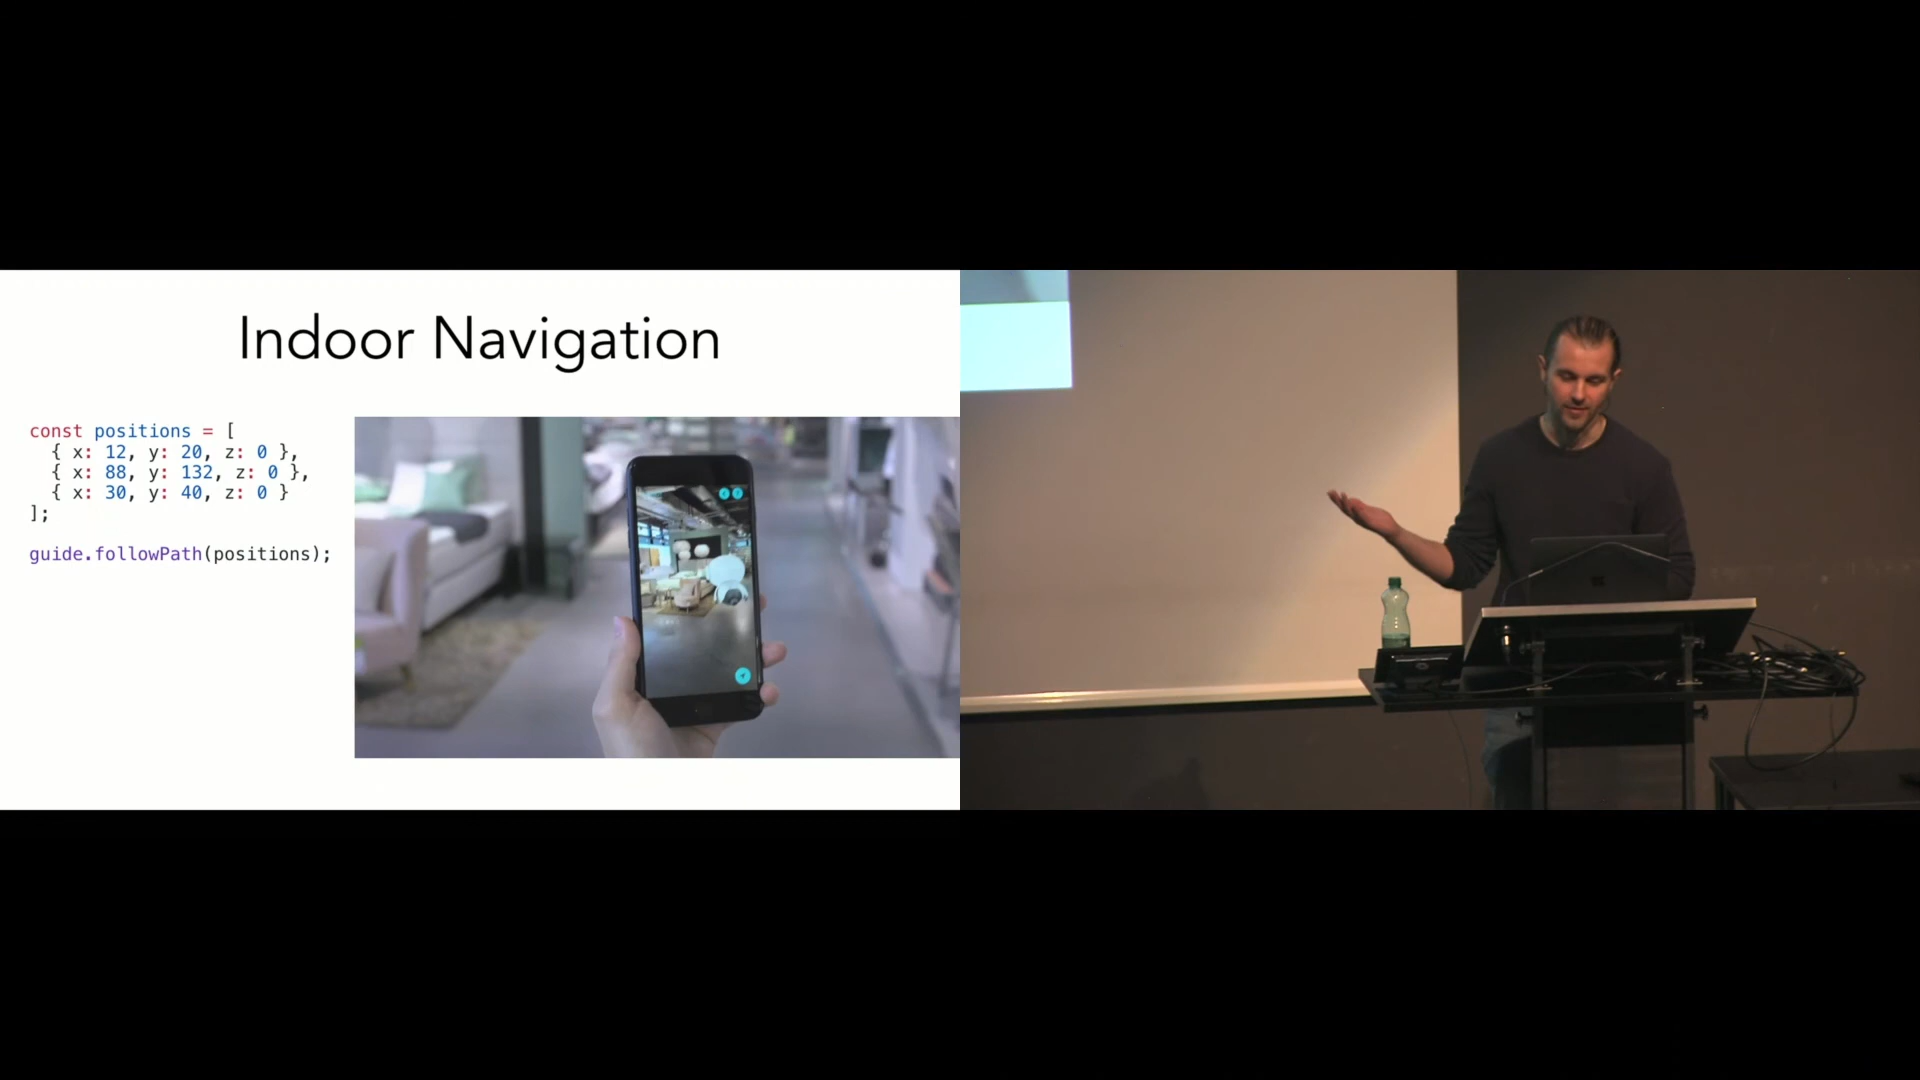 Indoor Navigation
const positions = [
  { x: 12, y: 20, z: 0 },
  { x: 88, y: 132, z: 0 },
  { x: 30, y: 40, z: 0 }
];
guide.followPath(positions);